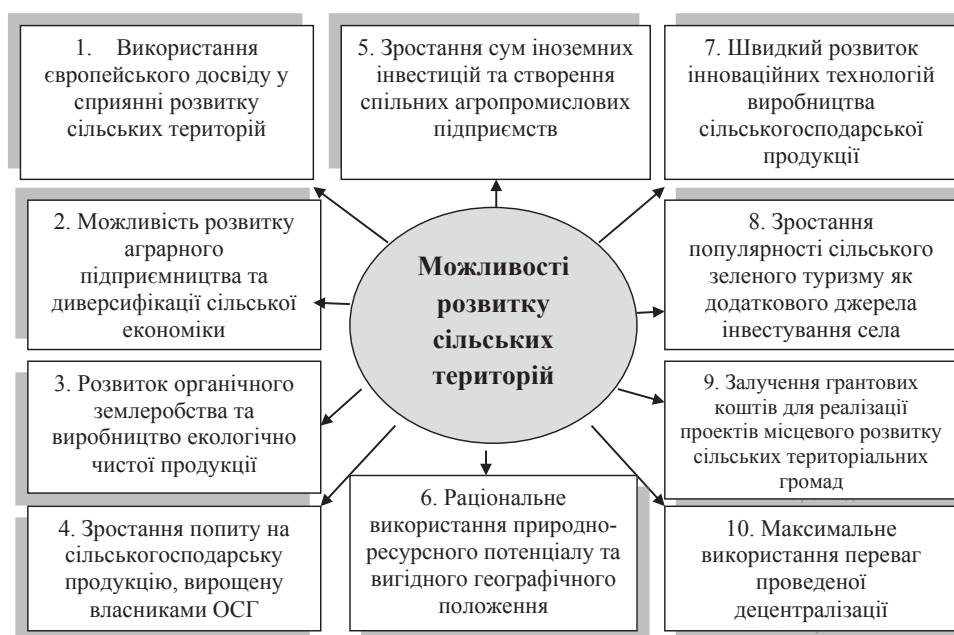 1. Використання
європейського досвіду у
сприянні розвитку
сільських територій
2. Можливість розвитку
аграрного
підприємництва та
диверсифікації сільської
економіки
3. Розвиток органічного
землеробства та
виробництво екологічно
чистої продукції
4. Зростання попиту на
сільськогосподарську
продукцію, вирощену
власниками ОСГ
5. Зростання сум іноземних
інвестицій та створення
спільних агропромислових
підприємств
Можливості
розвитку
сільських
територій
6. Раціональне
використання природно-
ресурсного потенціалу та
вигідного географічного
положення
7. Швидкий розвиток
інноваційних технологій
виробництва
сільськогосподарської
продукції
8. Зростання
популярності сільського
зеленого туризму як
додаткового джерела
інвестування села
9. Залучення грантових
коштів для реалізації
проектів місцевого розвитку
сільських територіальних
громад
10. Максимальне
використання переваг
проведеної
децентралізації